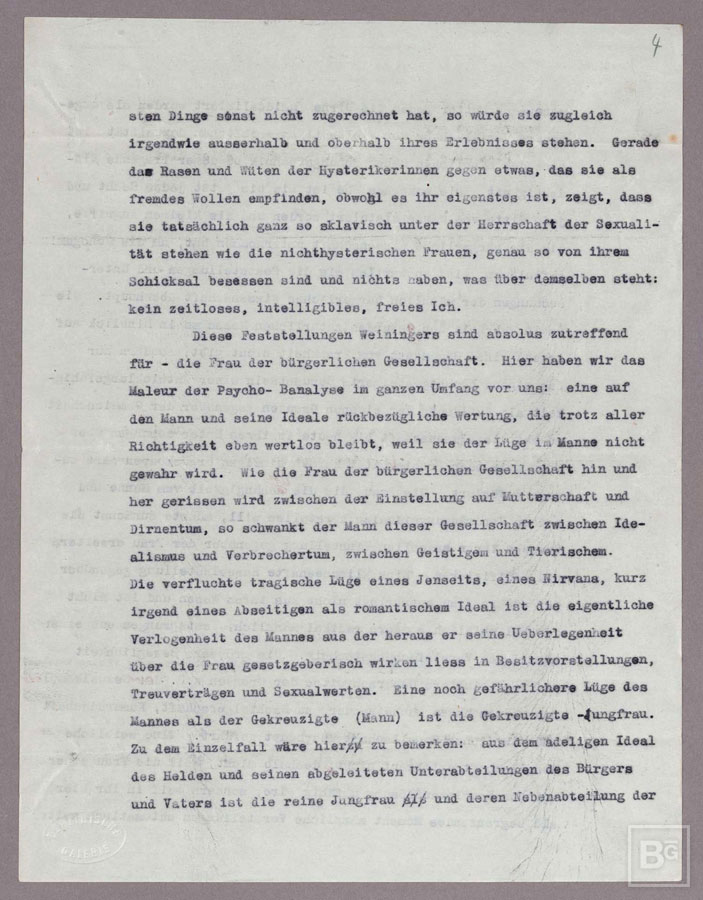 4
sten Dinge sonst nicht zugerechnet hat, so würde sie zugleich
irgendwie ausserhalb und oberhalb ihres Erlebnisses stehen. Gerade
das Rasen und Wüten der Hysterikerinnen gegen etwas, das sie als
fremdes Wollen empfinden, obwohl es ihr eigenstes ist, zeigt, dass
sie tatsächlich ganz so sklavisch unter der Herrschaft der Sexuali-
tät stehen wie die nichthysterischen Frauen, genau so von ihrem
Schicksal besessen sind und nichts haben, was über demselben steht:
kein zeitloses, intelligibles, freies Ich.
Diese Feststellungen Weiningers sind absolus zutreffend
für - die Frau der bürgerlichen Gesellschaft. Hier haben wir das
Maleur der Psycho- Banalyse im ganzen Umfang vor uns: eine auf
den Mann und seine Ideale rückbezügliche Wertung, die trotz aller
Richtigkeit eben wertlos bleibt, weil sie der Lüge im Manne nicht
gewahr wird. Wie die Frau der bürgerlichen Gesellschaft hin und
her gerissen wird zwischen der Einstellung auf Mutterschaft und
Dirnentum, so schwankt der Mann dieser Gesellschaft zwischen Ide-
alismus und Verbrechertum, zwischen Geistigem und Tierischem.
Die verfluchte tragische Lüge eines Jenseits, eines Nirvana, kurz
irgend eines Abseitigen als romantischem Ideal ist die eigentliche
Verlogenheit des Mannes aus der heraus er seine Ueberlegenheit
über die Frau gesetzgeberisch wirken liess in Besitzvorstellungen,
Treuverträgen und Sexualwerten. Eine noch gefährlichere Lüge des
Mannes als der Gekreuzigte (Mann) ist die Gekreuzigte -Jungfrau.
Zu dem Einzelfall wäre hier zu bemerken: aus dem adeligen Ideal
des Helden und seinen abgeleiteten Unterabteilungen des Bürgers
und Vaters ist die reine Jungfrau und deren Nebenabteilung der
GALERIE
BG